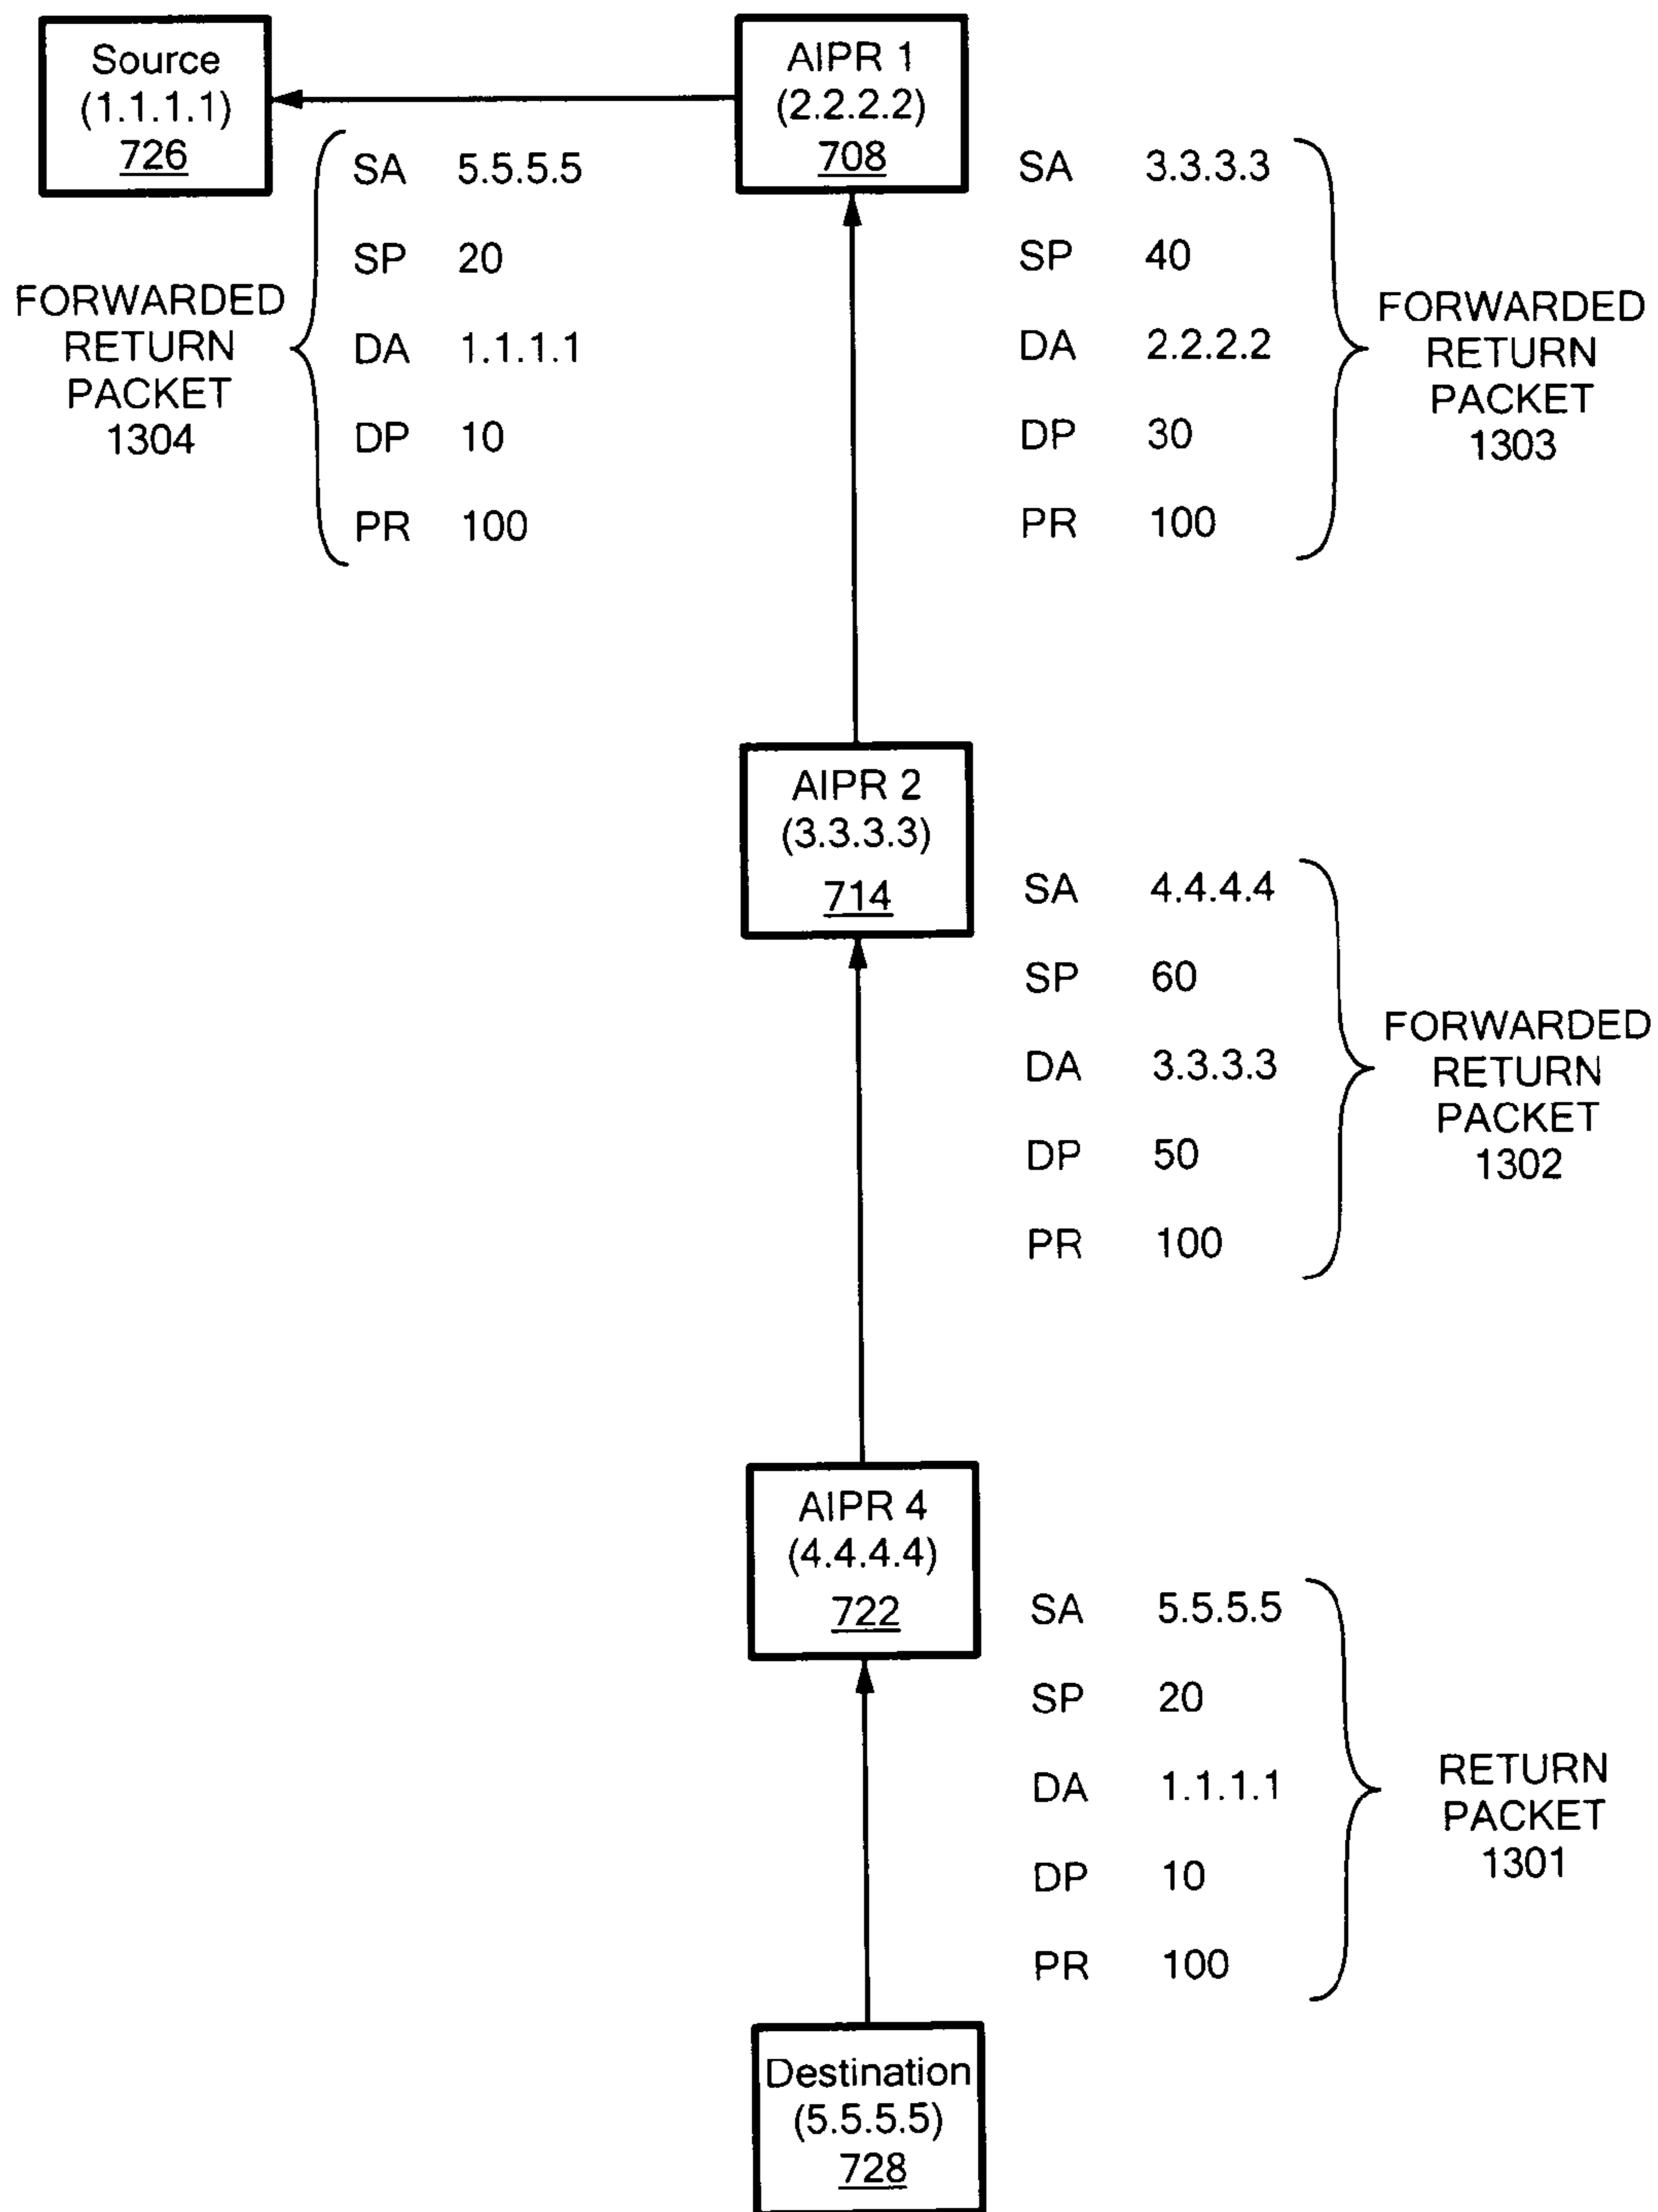 Source
(1.1.1.1)
726
AIPR 1
(2.2.2.2)
708
FORWARDED
RETURN
PACKET
1304
SA 5.5.5.5
SP 20
DA 1.1.1.1
DP 10
PR 100
SA 3.3.3.3
SP 40
DA 2.2.2.2
DP 30
PR 100
FORWARDED
RETURN
PACKET
1303
AIPR 2
(3.3.3.3)
714
SA 4.4.4.4
SP 60
DA 3.3.3.3
DP 50
PR 100
FORWARDED
RETURN
PACKET
1302
AIPR 4
(4.4.4.4)
722
SA 5.5.5.5
SP 20
DA 1.1.1.1
DP 10
PR 100
RETURN
PACKET
1301
Destination
(5.5.5.5)
728